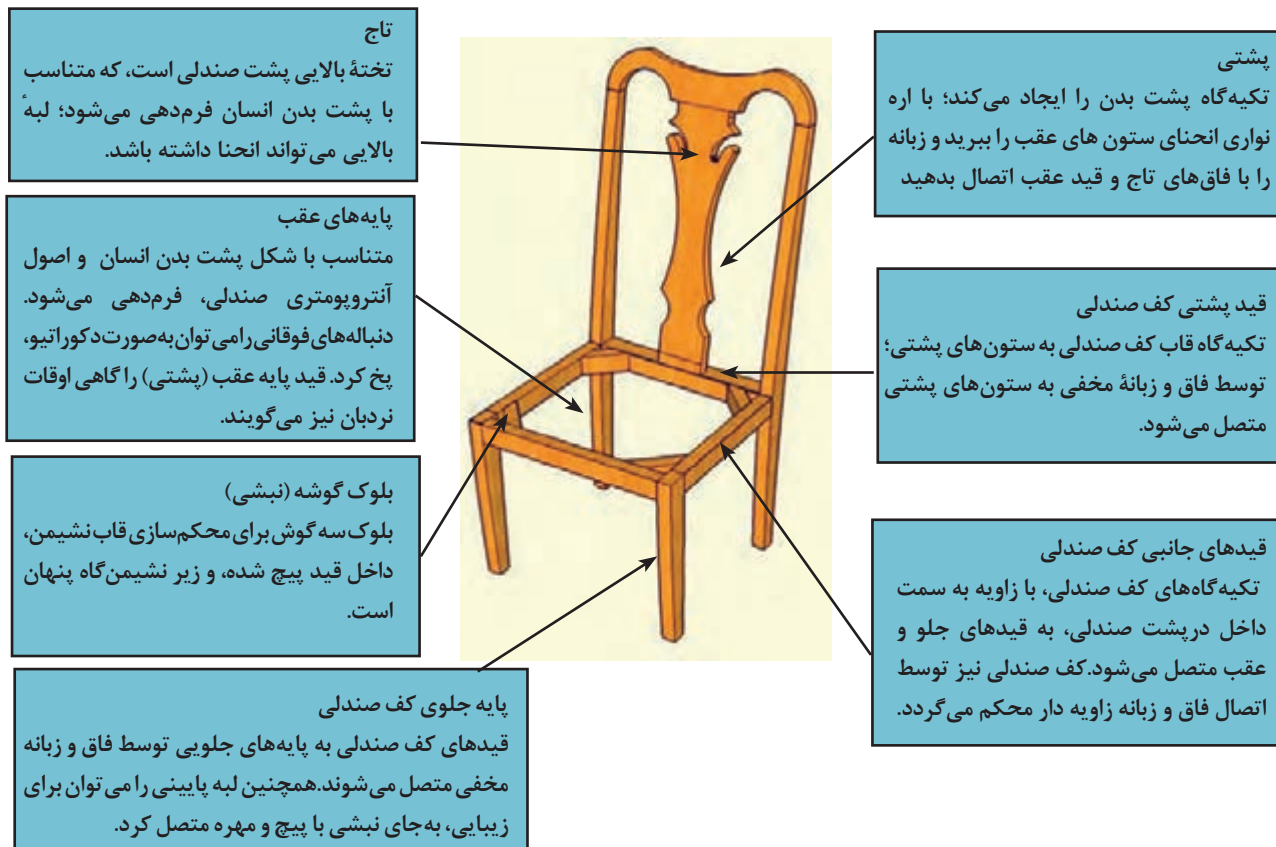 تاج
تختهٔ بالایی پشت صندلی است، که متناسب
با پشت بدن انسان فرم‌دهی می‌شود؛ لبهٔ
بالایی می‌تواند انحنا داشته باشد.
پشتی
تکیه‌گاه پشت بدن را ایجاد می‌کند؛ با اره
نواری انحنای ستون های عقب را ببرید و زبانه
را با فاق‌های تاج و قید عقب اتصال بدهید
پایه‌های عقب
متناسب با شکل پشت بدن انسان و اصول
آنتروپومتری صندلی، فرم‌دهی می‌شود.
دنباله‌های فوقانی را می‌توان به‌صورت دکوراتیو،
پخ کرد. قید پایه عقب (پشتی) را گاهی اوقات
نردبان نیز می‌گویند.
قید پشتی کف صندلی
تکیه‌گاه قاب کف صندلی به ستون‌های پشتی؛
توسط فاق و زبانهٔ مخفی به ستون‌های پشتی
متصل می‌شود.
بلوک گوشه (نبشی)
بلوک سه گوش برای محکم‌سازی قاب نشیمن،
داخل قید پیچ شده، و زیر نشیمن‌گاه پنهان
است.
قیدهای جانبی کف صندلی
تکیه‌گاه‌های کف صندلی، با زاویه به سمت
داخل درپشت صندلی، به قیدهای جلو و
عقب متصل می‌شود.کف صندلی نیز توسط
اتصال فاق و زبانه زاویه دار محکم می‌گردد.
پایه جلوی کف صندلی
قیدهای کف صندلی به پایه‌های جلویی توسط فاق و زبانه
مخفی متصل می‌شوند.همچنین لبه پایینی را می‌توان برای
زیبایی، به‌جای نبشی با پیچ و مهره متصل کرد.